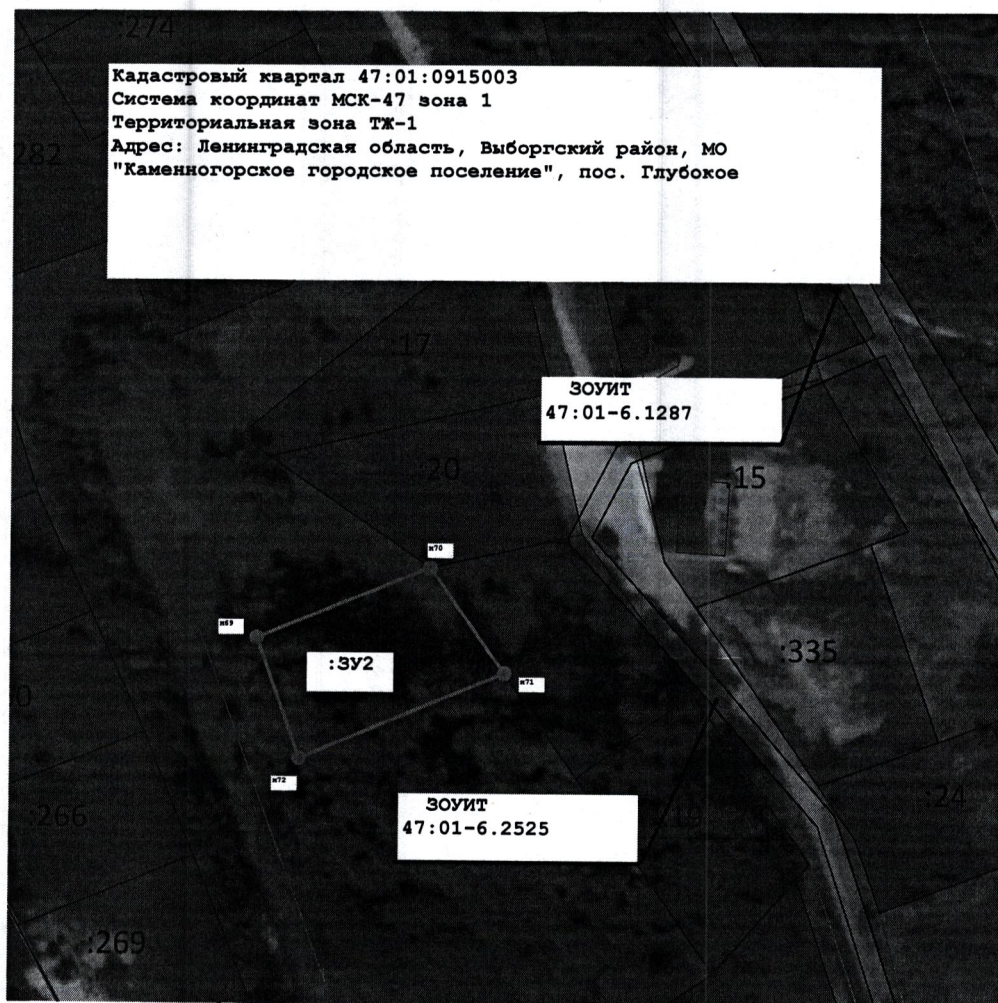 :274
Кадастровый квартал 47:01:0915003
Система координат МСК-47 зона 1
Территориальная зона ТЖ-1
Адрес: Ленинградская область, Выборгский район, МО
"Каменногорское городское поселение", пос. Глубокое
282
:17
ЗОУИТ
47:01-6.1287
:20
:15
н70
н69
:ЗУ2
:335
н71
0
н72
ЗОУИТ
47:01-6.2525
:24
:266
:269